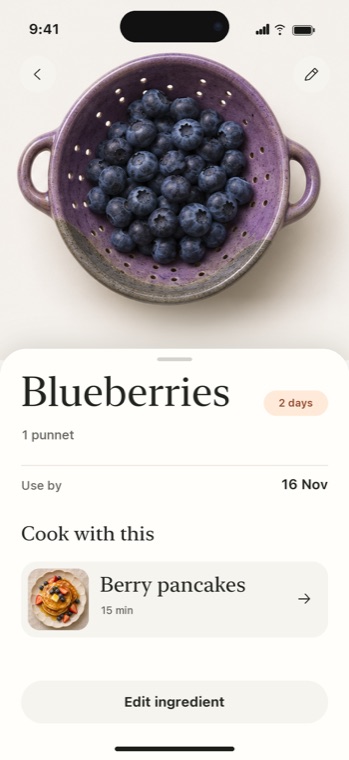 9:41
Blueberries
2 days
1 punnet
Use by
16 Nov
Cook with this
Berry pancakes
15 min
Edit ingredient